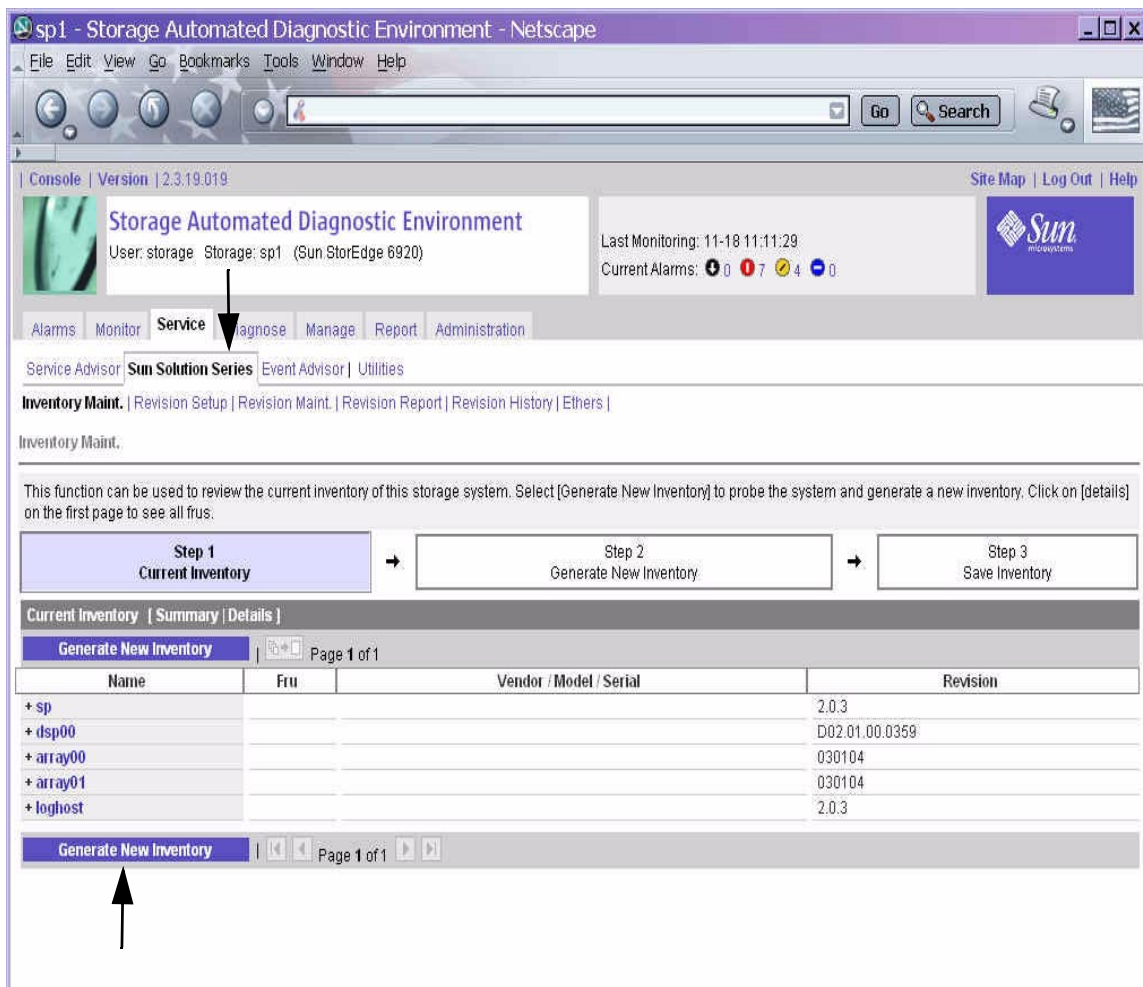 sp1 - Storage Automated Diagnostic Environment - Netscape
File Edit View Go Bookmarks Tools Window Help
Go Search
| Console | Version | 2.3.19.019 Site Map | Log Out | Help
Storage Automated Diagnostic Environment
User: storage Storage: sp1 (Sun StorEdge 6920)
Last Monitoring: 11-18 11:11:29
Current Alarms: 0 7 4 0
Sun
microsystems
Alarms Monitor Service iagnose Manage Report Administration
Service Advisor Sun Solution Series Event Advisor | Utilities
Inventory Maint. | Revision Setup | Revision Maint. | Revision Report | Revision History | Ethers |
Inventory Maint.
This function can be used to review the current inventory of this storage system. Select [Generate New Inventory] to probe the system and generate a new inventory. Click on [details]
on the first page to see all frus.
Step 1
Current Inventory
Step 2
Generate New Inventory
Step 3
Save Inventory
Current Inventory [ Summary | Details ]
Generate New Inventory | Page 1 of 1
Name Fru Vendor / Model / Serial Revision
+ sp 2.0.3
+ dsp00 D02.01.00.0359
+ array00 030104
+ array01 030104
+ loghost 2.0.3
Generate New Inventory | Page 1 of 1